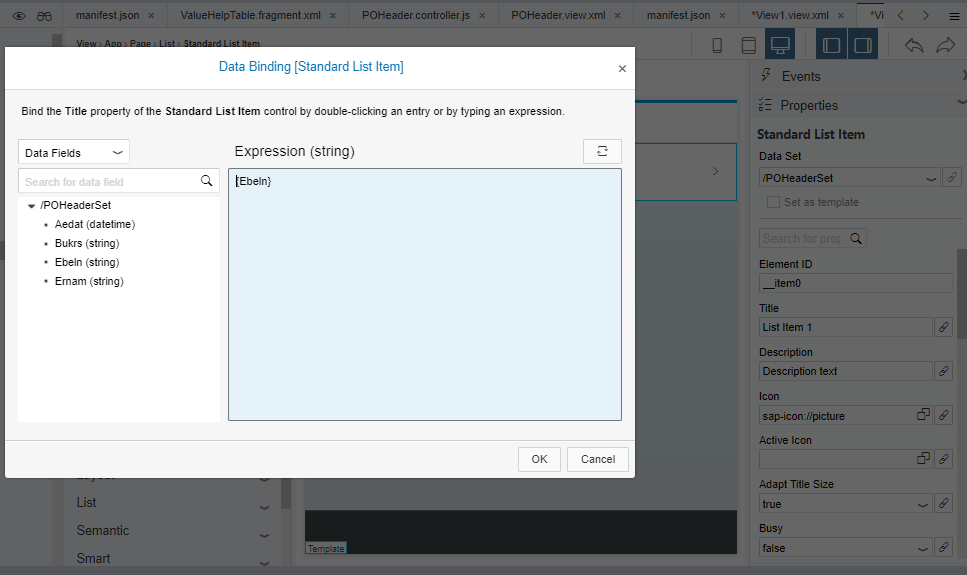 manifest.json ×
ValueHelpTable.fragment.xml ×
POHeader.controller.js ×
POHeader.view.xml ×
manifest.json ×
*View1.view.xml ×
*Vi
View › App › Page › List › Standard List Item
Data Binding [Standard List Item]
×
Bind the Title property of the Standard List Item control by double-clicking an entry or by typing an expression.
Data Fields
Expression (string)
Search for data field
{Ebeln}
/POHeaderSet
Aedat (datetime)
Bukrs (string)
Ebeln (string)
Ernam (string)
OK
Cancel
Layout
List
Semantic
Smart
Template
Events
Properties
Standard List Item
Data Set
/POHeaderSet
Set as template
Search for prop
Element ID
__item0
Title
List Item 1
Description
Description text
Icon
sap-icon://picture
Active Icon
Adapt Title Size
true
Busy
false